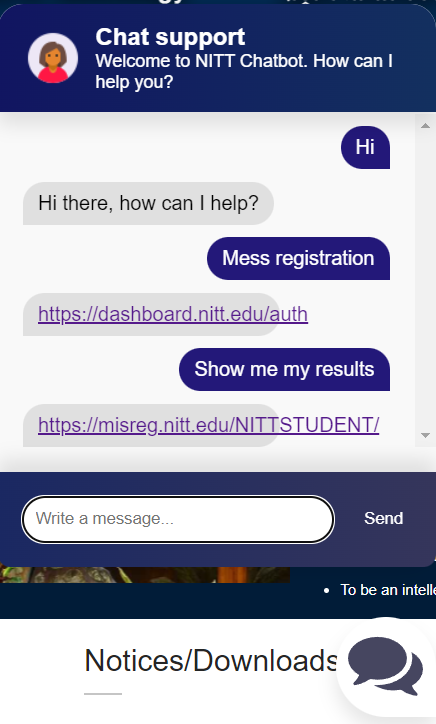 Chat support
Welcome to NITT Chatbot. How can I
help you?
Hi
Hi there, how can I help?
Mess registration
https://dashboard.nitt.edu/auth
Show me my results
https://misreg.nitt.edu/NITTSTUDENT/
Write a message...
Send
To be an intelle
Notices/Downloads